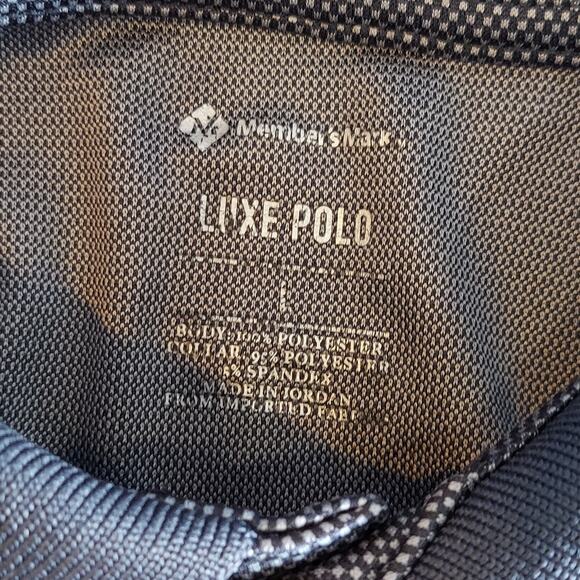 Member's Mark
LUXE POLO
L
BODY: 100% POLYESTER
COLLAR: 95% POLYESTER
5% SPANDEX
MADE IN JORDAN
FROM IMPORTED